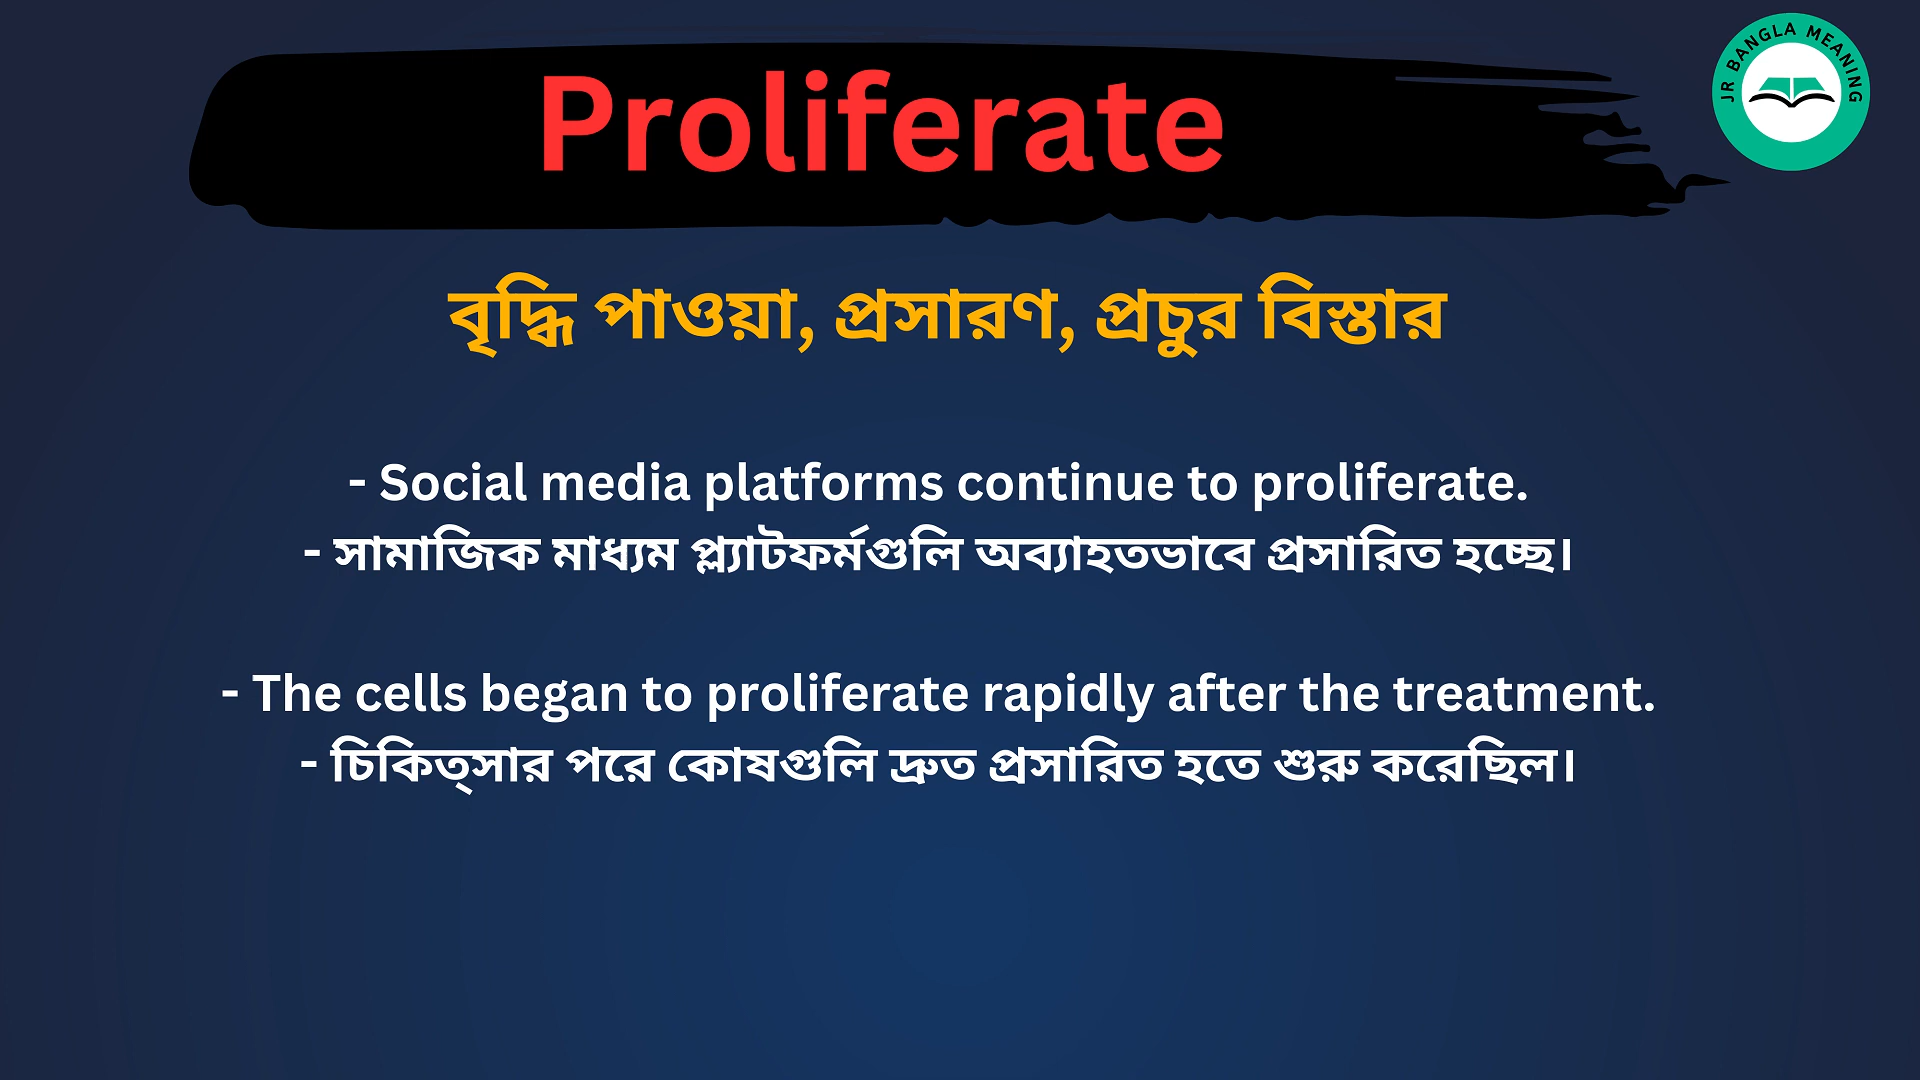 JR BANGLA MEANING
Proliferate
বৃদ্ধি পাওয়া, প্রসারণ, প্রচুর বিস্তার
- Social media platforms continue to proliferate.
- সামাজিক মাধ্যম প্ল্যাটফর্মগুলি অব্যাহতভাবে প্রসারিত হচ্ছে।
- The cells began to proliferate rapidly after the treatment.
- চিকিত্সার পরে কোষগুলি দ্রুত প্রসারিত হতে শুরু করেছিল।